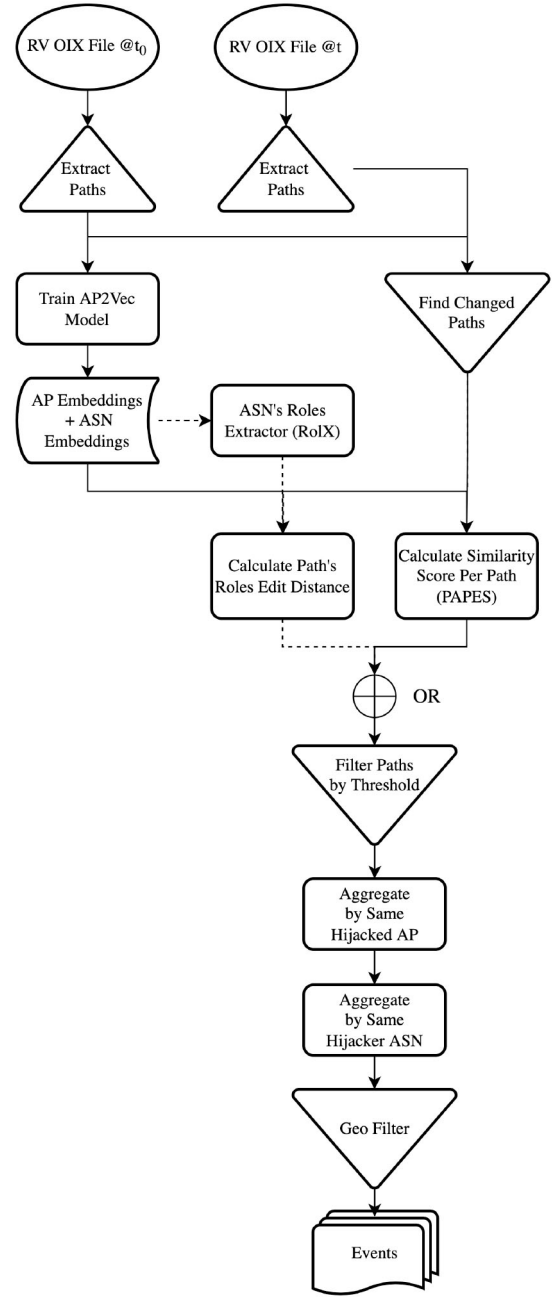 RV OIX File @t0
RV OIX File @t
Extract
Paths
Extract
Paths
Train AP2Vec
Model
Find Changed
Paths
AP Embeddings
+ ASN
Embeddings
ASN's Roles
Extractor (RolX)
Calculate Path's
Roles Edit Distance
Calculate Similarity
Score Per Path
(PAPES)
OR
Filter Paths
by Threshold
Aggregate
by Same
Hijacked AP
Aggregate
by Same
Hijacker ASN
Geo Filter
Events